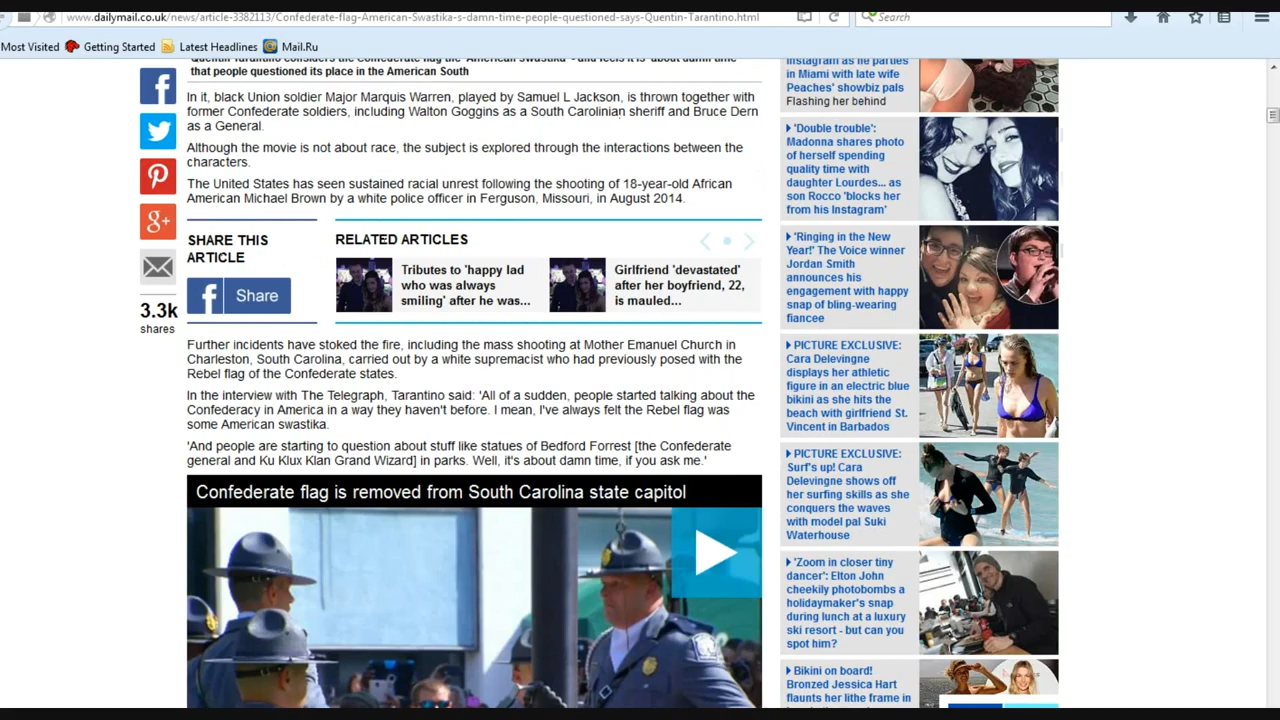 www.dailymail.co.uk/news/article-3382113/Confederate-flag-American-Swastika-s-damn-time-people-questioned-says-Quentin-Tarantino.html
Search
Most Visited
Getting Started
Latest Headlines
Mail.Ru
Quentin Tarantino considers the Confederate flag the 'American swastika' - and feels it is 'about damn time'
that people questioned its place in the American South
In it, black Union soldier Major Marquis Warren, played by Samuel L Jackson, is thrown together with
former Confederate soldiers, including Walton Goggins as a South Carolinian sheriff and Bruce Dern
as a General.
Although the movie is not about race, the subject is explored through the interactions between the
characters.
The United States has seen sustained racial unrest following the shooting of 18-year-old African
American Michael Brown by a white police officer in Ferguson, Missouri, in August 2014.
SHARE THIS
ARTICLE
Share
3.3k
shares
RELATED ARTICLES
Tributes to 'happy lad
who was always
smiling' after he was...
Girlfriend 'devastated'
after her boyfriend, 22,
is mauled...
Further incidents have stoked the fire, including the mass shooting at Mother Emanuel Church in
Charleston, South Carolina, carried out by a white supremacist who had previously posed with the
Rebel flag of the Confederate states.
In the interview with The Telegraph, Tarantino said: 'All of a sudden, people started talking about the
Confederacy in America in a way they haven't before. I mean, I've always felt the Rebel flag was
some American swastika.
'And people are starting to question about stuff like statues of Bedford Forrest [the Confederate
general and Ku Klux Klan Grand Wizard] in parks. Well, it's about damn time, if you ask me.'
Confederate flag is removed from South Carolina state capitol
Instagram as he parties
in Miami with late wife
Peaches' showbiz pals
Flashing her behind
'Double trouble':
Madonna shares photo
of herself spending
quality time with
daughter Lourdes... as
son Rocco 'blocks her
from his Instagram'
'Ringing in the New
Year!' The Voice winner
Jordan Smith
announces his
engagement with happy
snap of bling-wearing
fiancee
PICTURE EXCLUSIVE:
Cara Delevingne
displays her athletic
figure in an electric blue
bikini as she hits the
beach with girlfriend St.
Vincent in Barbados
PICTURE EXCLUSIVE:
Surf's up! Cara
Delevingne shows off
her surfing skills as she
conquers the waves
with model pal Suki
Waterhouse
'Zoom in closer tiny
dancer': Elton John
cheekily photobombs a
holidaymaker's snap
during lunch at a luxury
ski resort - but can you
spot him?
Bikini on board!
Bronzed Jessica Hart
flaunts her lithe frame in